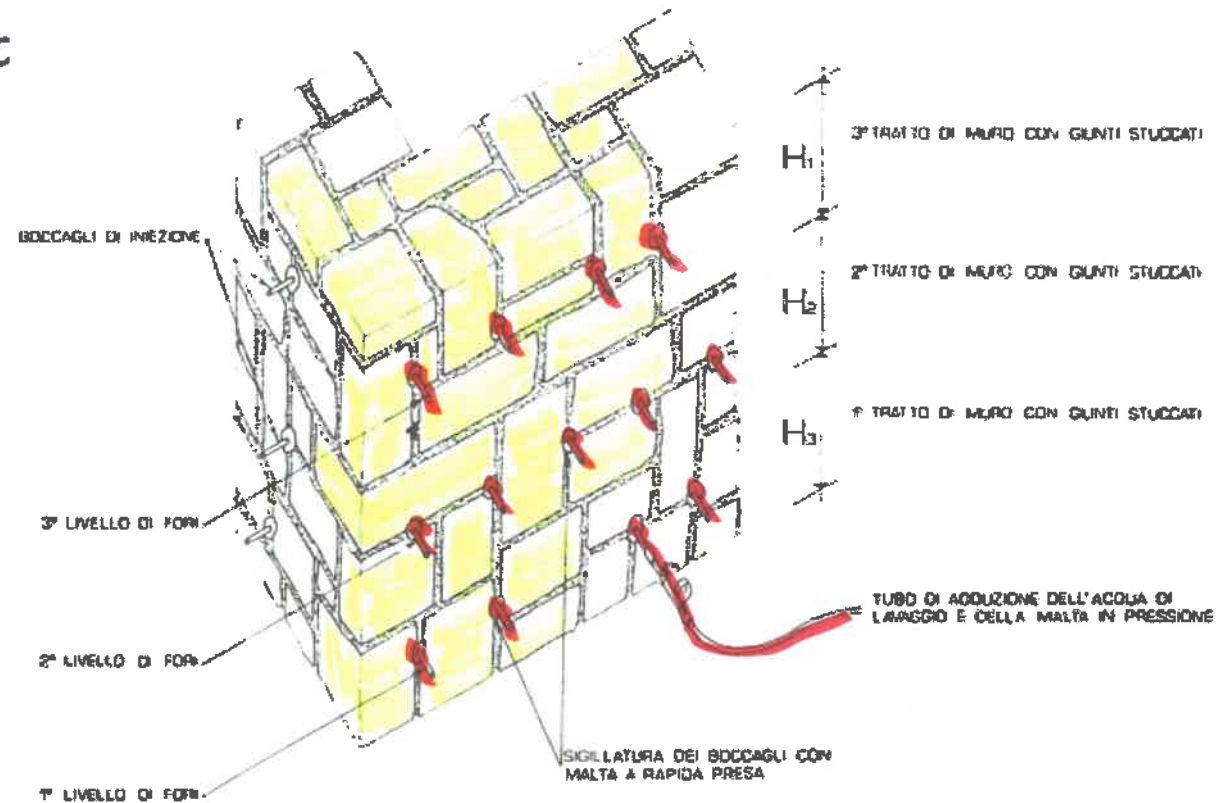 C
3° TRATTO DI MURO CON GIUNTI STUCCATI
H1
BOCCAGLI DI INIEZIONE
2° TRATTO DI MURO CON GIUNTI STUCCATI
H2
1° TRATTO DI MURO CON GIUNTI STUCCATI
H3
3° LIVELLO DI FORI
TUBO DI ADDUZIONE DELL'ACQUA DI
LAVAGGIO E DELLA MALTA IN PRESSIONE
2° LIVELLO DI FORI
SIGILLATURA DEI BOCCAGLI CON
MALTA A RAPIDA PRESA
1° LIVELLO DI FORI